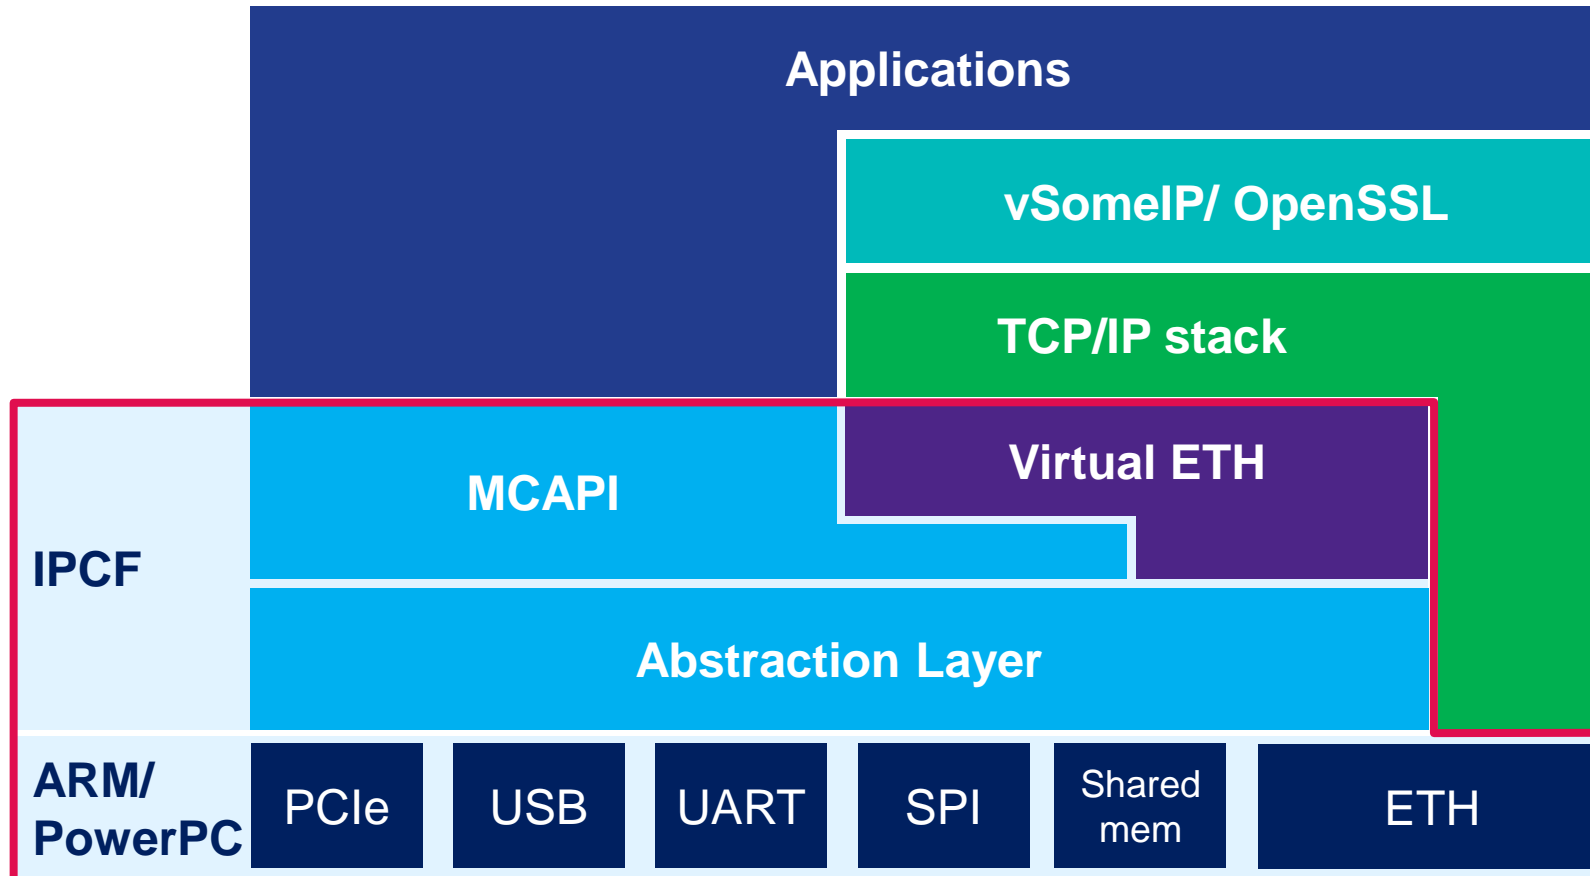 Applications
vSomeIP/ OpenSSL
TCP/IP stack
Virtual ETH
MCAPI
IPCF
Abstraction Layer
ARM/
PowerPC
PCIe
USB
UART
SPI
Shared
mem
ETH